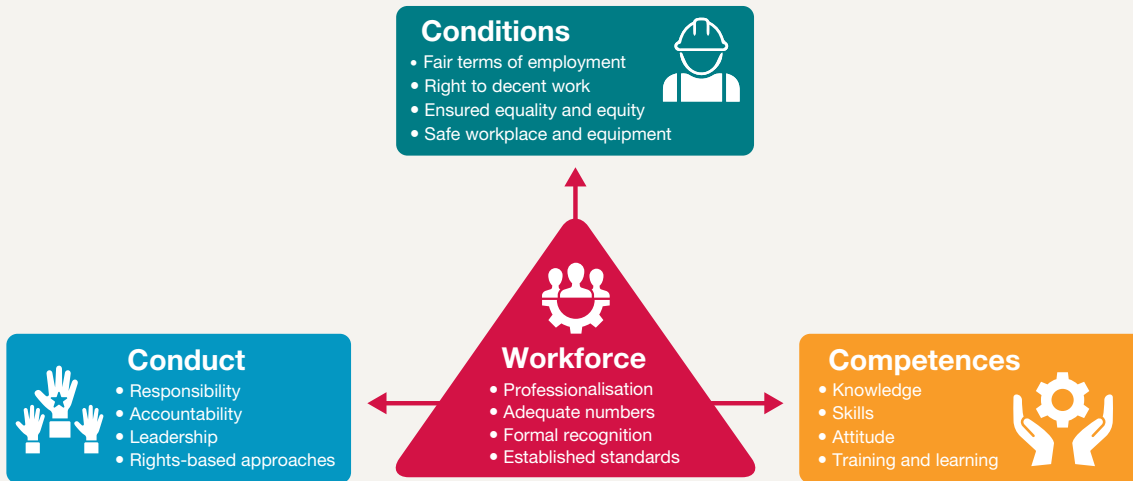 Conditions
• Fair terms of employment
• Right to decent work
• Ensured equality and equity
• Safe workplace and equipment
Conduct
• Responsibility
• Accountability
• Leadership
• Rights-based approaches
Workforce
• Professionalisation
• Adequate numbers
• Formal recognition
• Established standards
Competences
• Knowledge
• Skills
• Attitude
• Training and learning